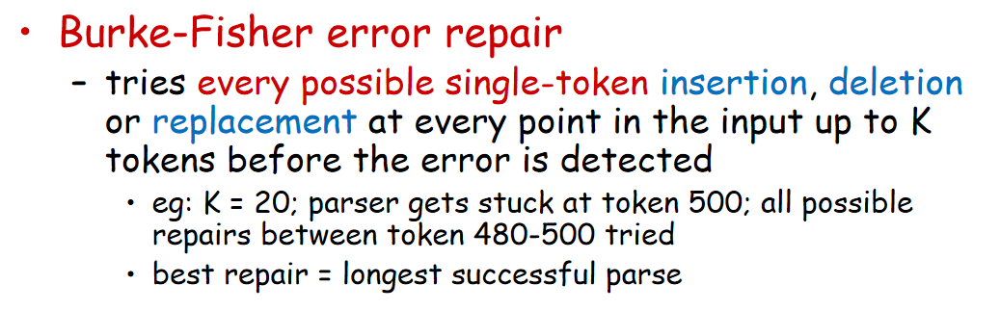 • Burke-Fisher error repair
– tries every possible single-token insertion, deletion
or replacement at every point in the input up to K
tokens before the error is detected
• eg: K = 20; parser gets stuck at token 500; all possible
repairs between token 480-500 tried
• best repair = longest successful parse